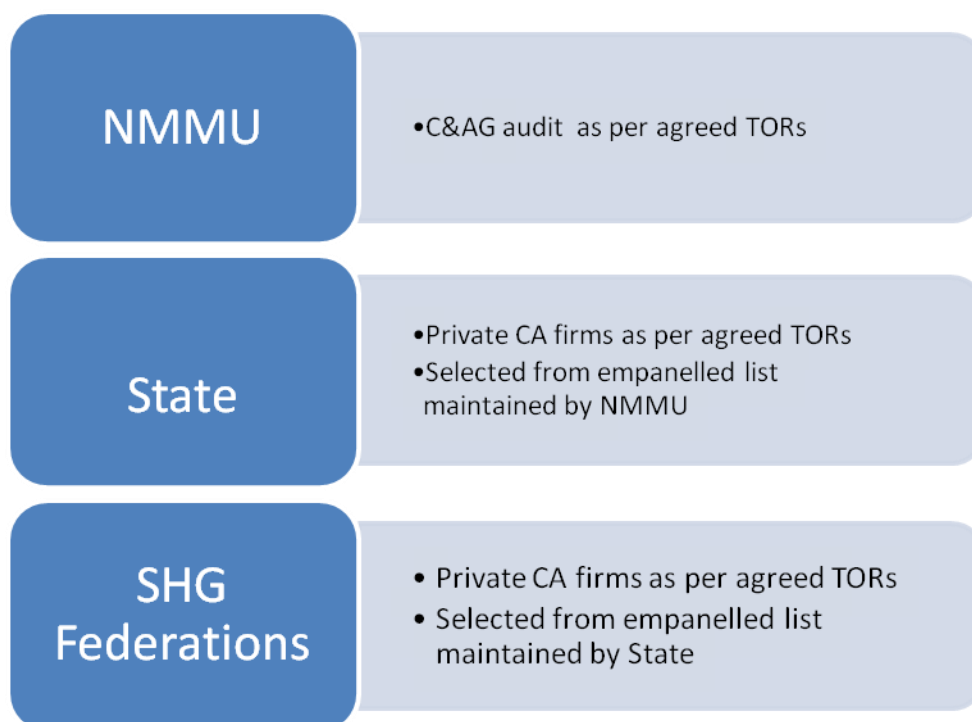 NMMU
•C&AG audit as per agreed TORs
State
•Private CA firms as per agreed TORs
•Selected from empanelled list
maintained by NMMU
SHG
Federations
• Private CA firms as per agreed TORs
• Selected from empanelled list
maintained by State